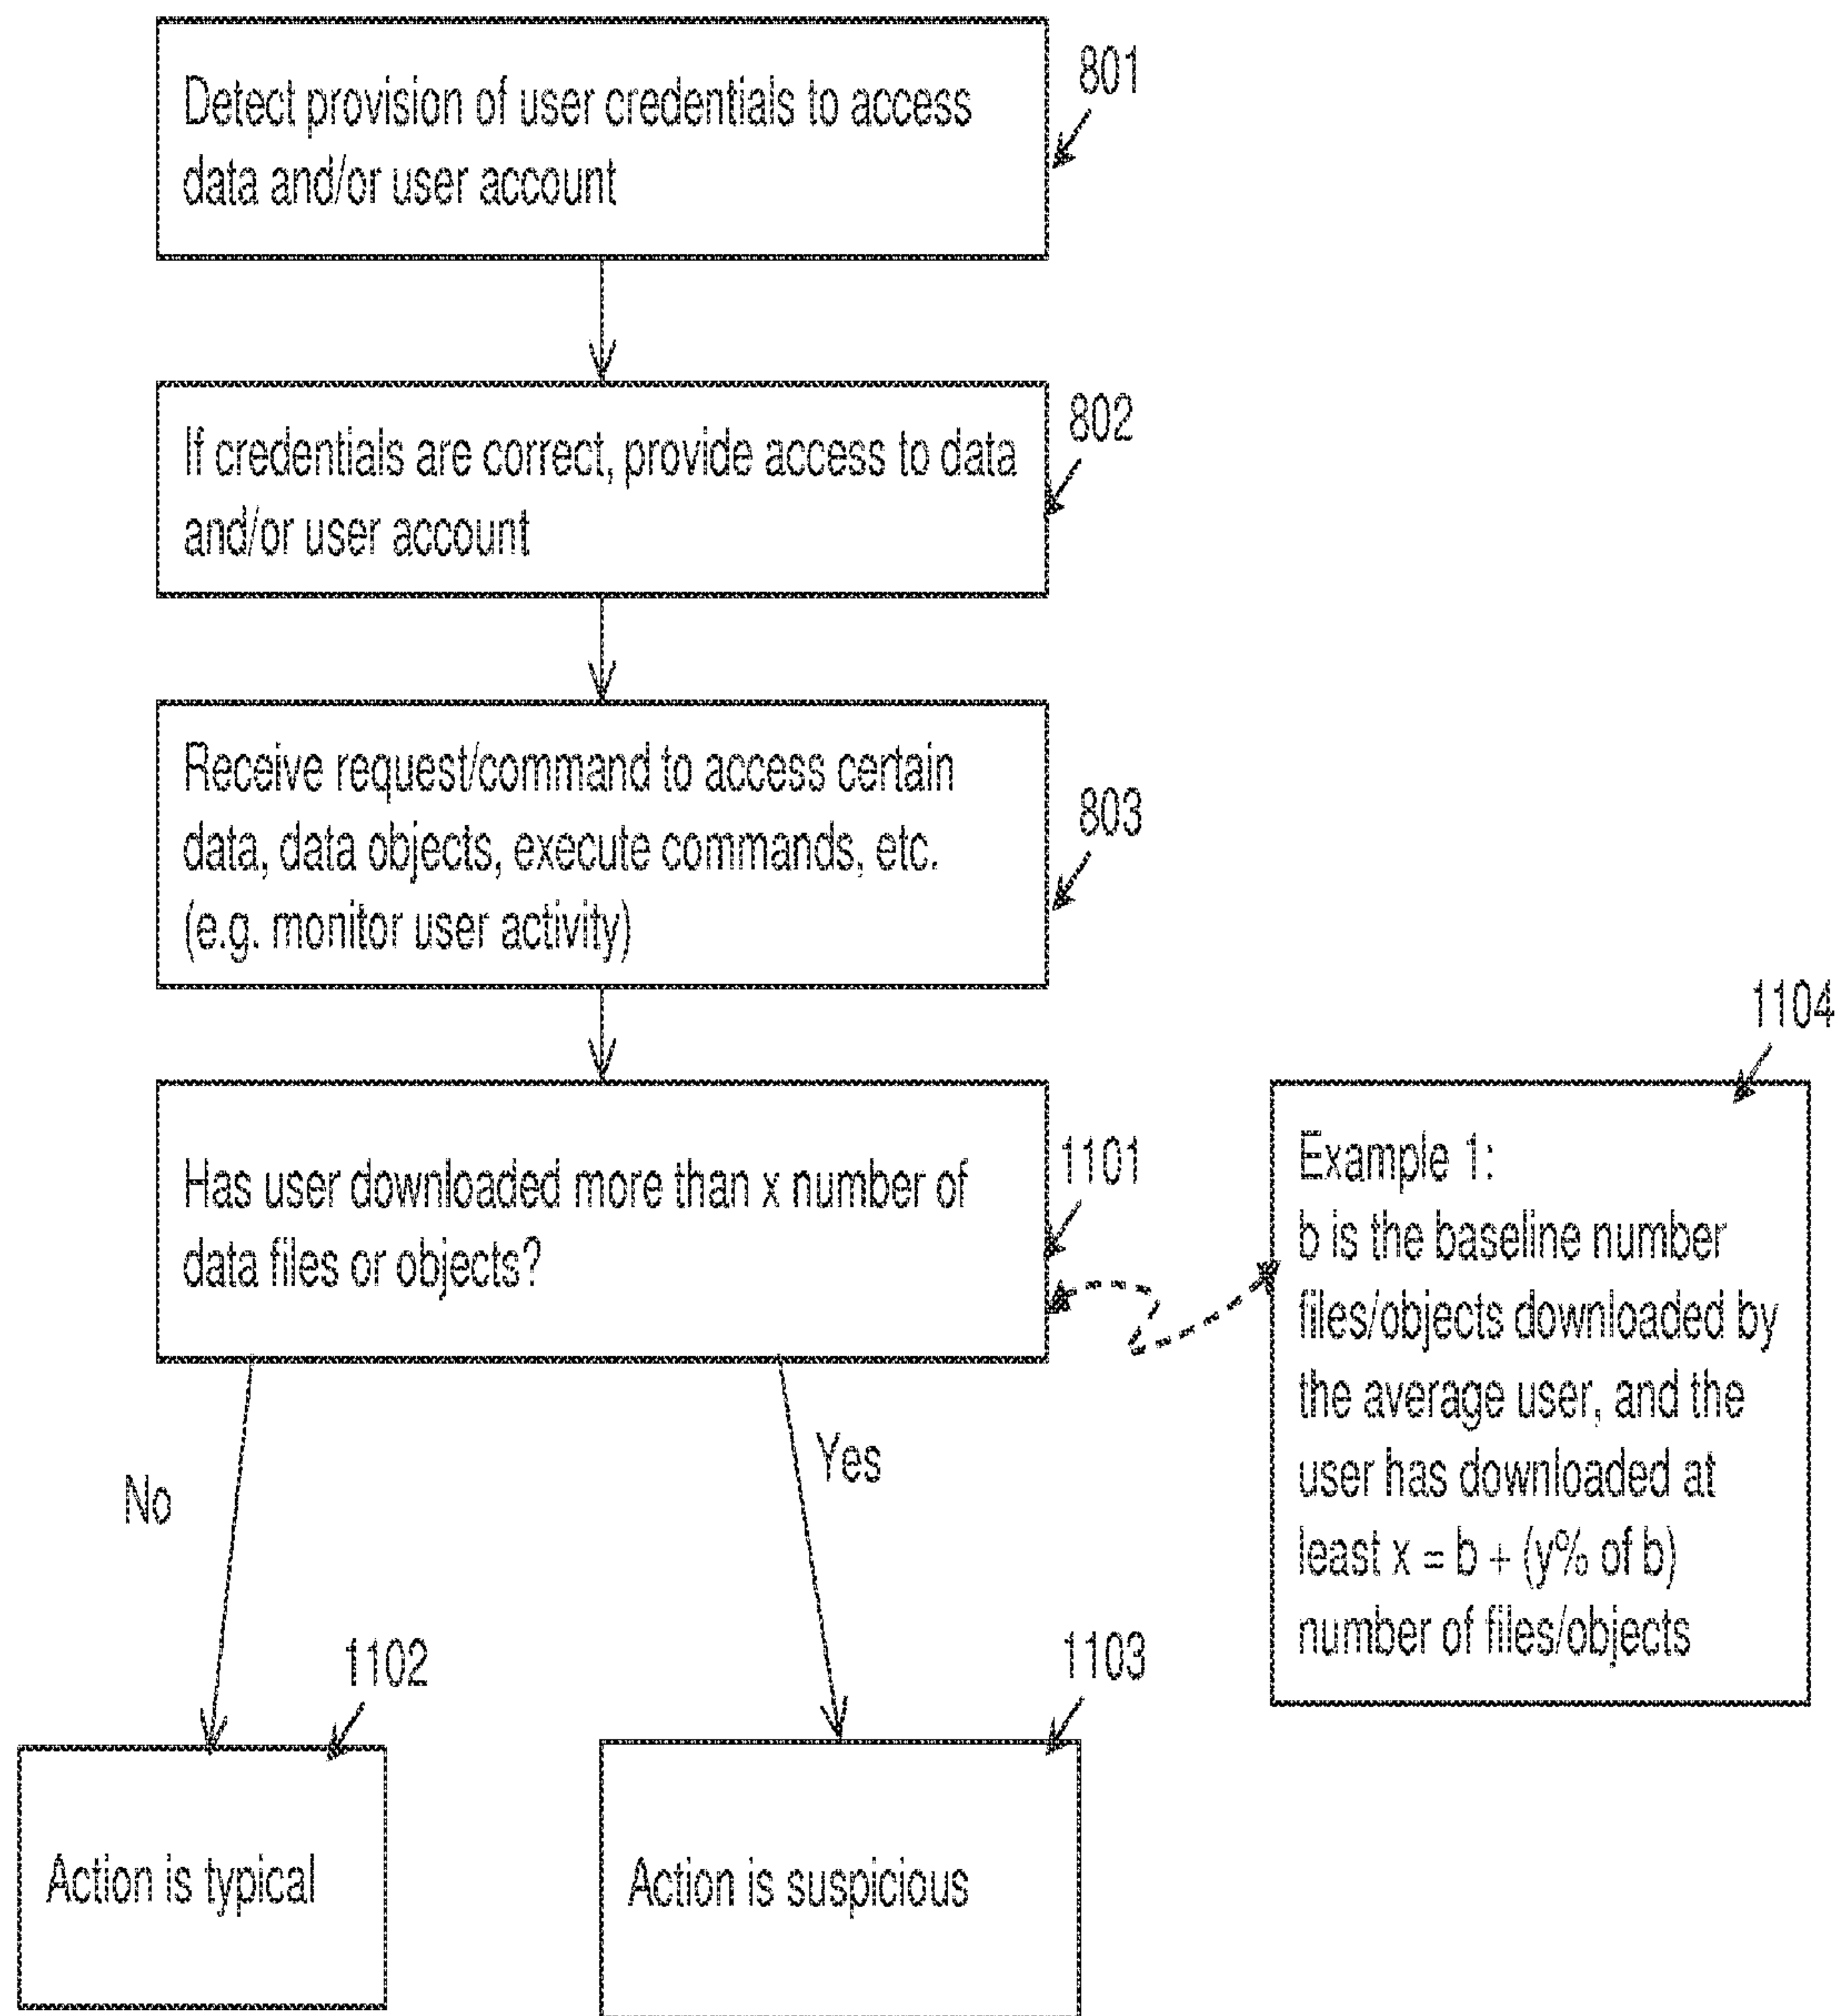 Detect provision of user credentials to access
data and/or user account
801
If credentials are correct, provide access to data
and/or user account
802
Receive request/command to access certain
data, data objects, execute commands, etc.
(e.g. monitor user activity)
803
Has user downloaded more than x number of
data files or objects?
1101
1104
Example 1:
b is the baseline number
files/objects downloaded by
the average user, and the
user has downloaded at
least x = b + (y% of b)
number of files/objects
No
Yes
1102
Action is typical
1103
Action is suspicious